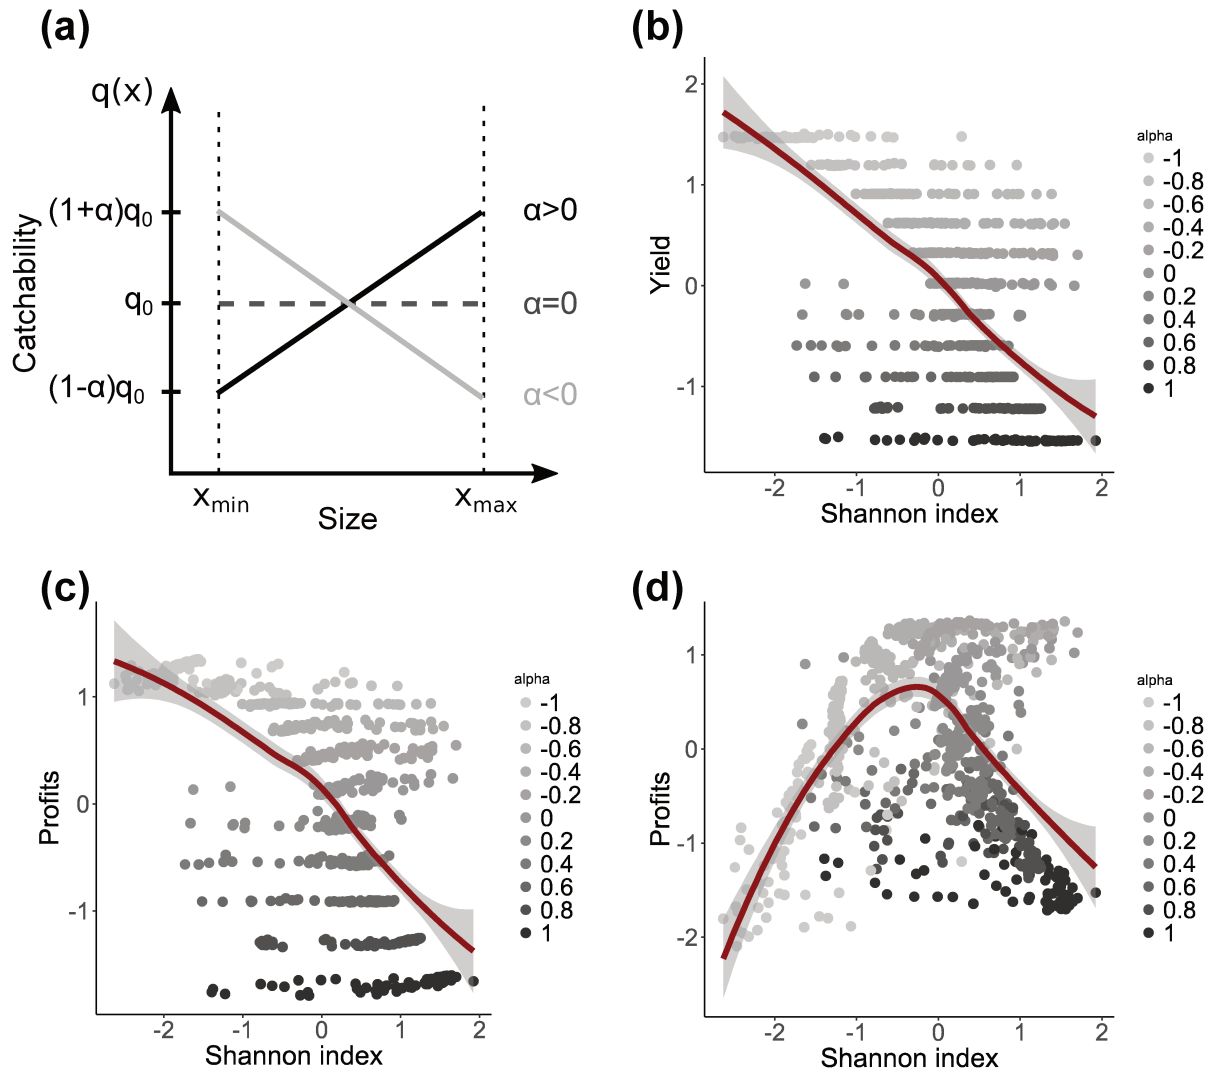 (a)
q(x)
(1+α)q0
q0
(1-α)q0
Catchability
α>0
α=0
α<0
xmin
xmax
Size
(b)
Yield
2
1
0
-1
-2
-1
0
1
2
Shannon index
alpha
-1
-0.8
-0.6
-0.4
-0.2
0
0.2
0.4
0.6
0.8
1
(c)
Profits
1
0
-1
-2
-1
0
1
2
Shannon index
alpha
-1
-0.8
-0.6
-0.4
-0.2
0
0.2
0.4
0.6
0.8
1
(d)
Profits
1
0
-1
-2
-2
-1
0
1
2
Shannon index
alpha
-1
-0.8
-0.6
-0.4
-0.2
0
0.2
0.4
0.6
0.8
1